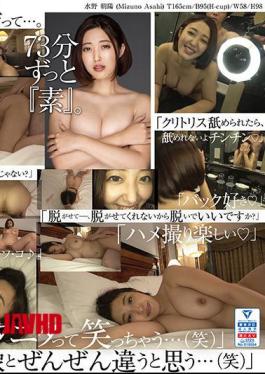 水野 朝陽 (Mizuno Asahi) T165cm/B95(H-cup)/W58/H98
って…。
73分
ずっと
『素』。
「クリトリス舐められたら、
舐めれないよチンチン♡」
じゃない?」
「バック好き♡」
「脱がせてー、脱がせてくれないから脱いでいいですか?」
「ハメ撮り楽しい♡」
って笑っちゃう…(笑)」
とぜんぜん違うと思う…(笑)